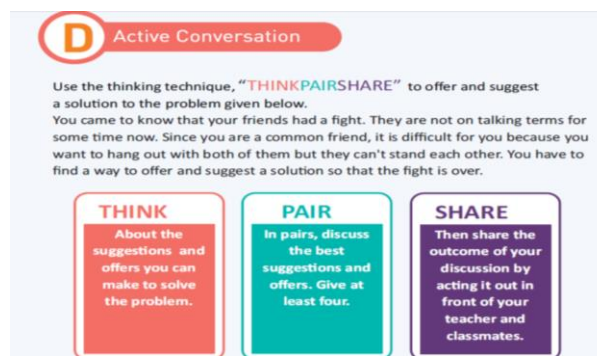 D Active Conversation
Use the thinking technique, "THINKPAIRSHARE" to offer and suggest
a solution to the problem given below.
You came to know that your friends had a fight. They are not on talking terms for
some time now. Since you are a common friend, it is difficult for you because you
want to hang out with both of them but they can't stand each other. You have to
find a way to offer and suggest a solution so that the fight is over.
THINK
About the
suggestions and
offers you can
make to solve
the problem.
PAIR
In pairs, discuss
the best
suggestions and
offers. Give at
least four.
SHARE
Then share the
outcome of your
discussion by
acting it out in
front of your
teacher and
classmates.